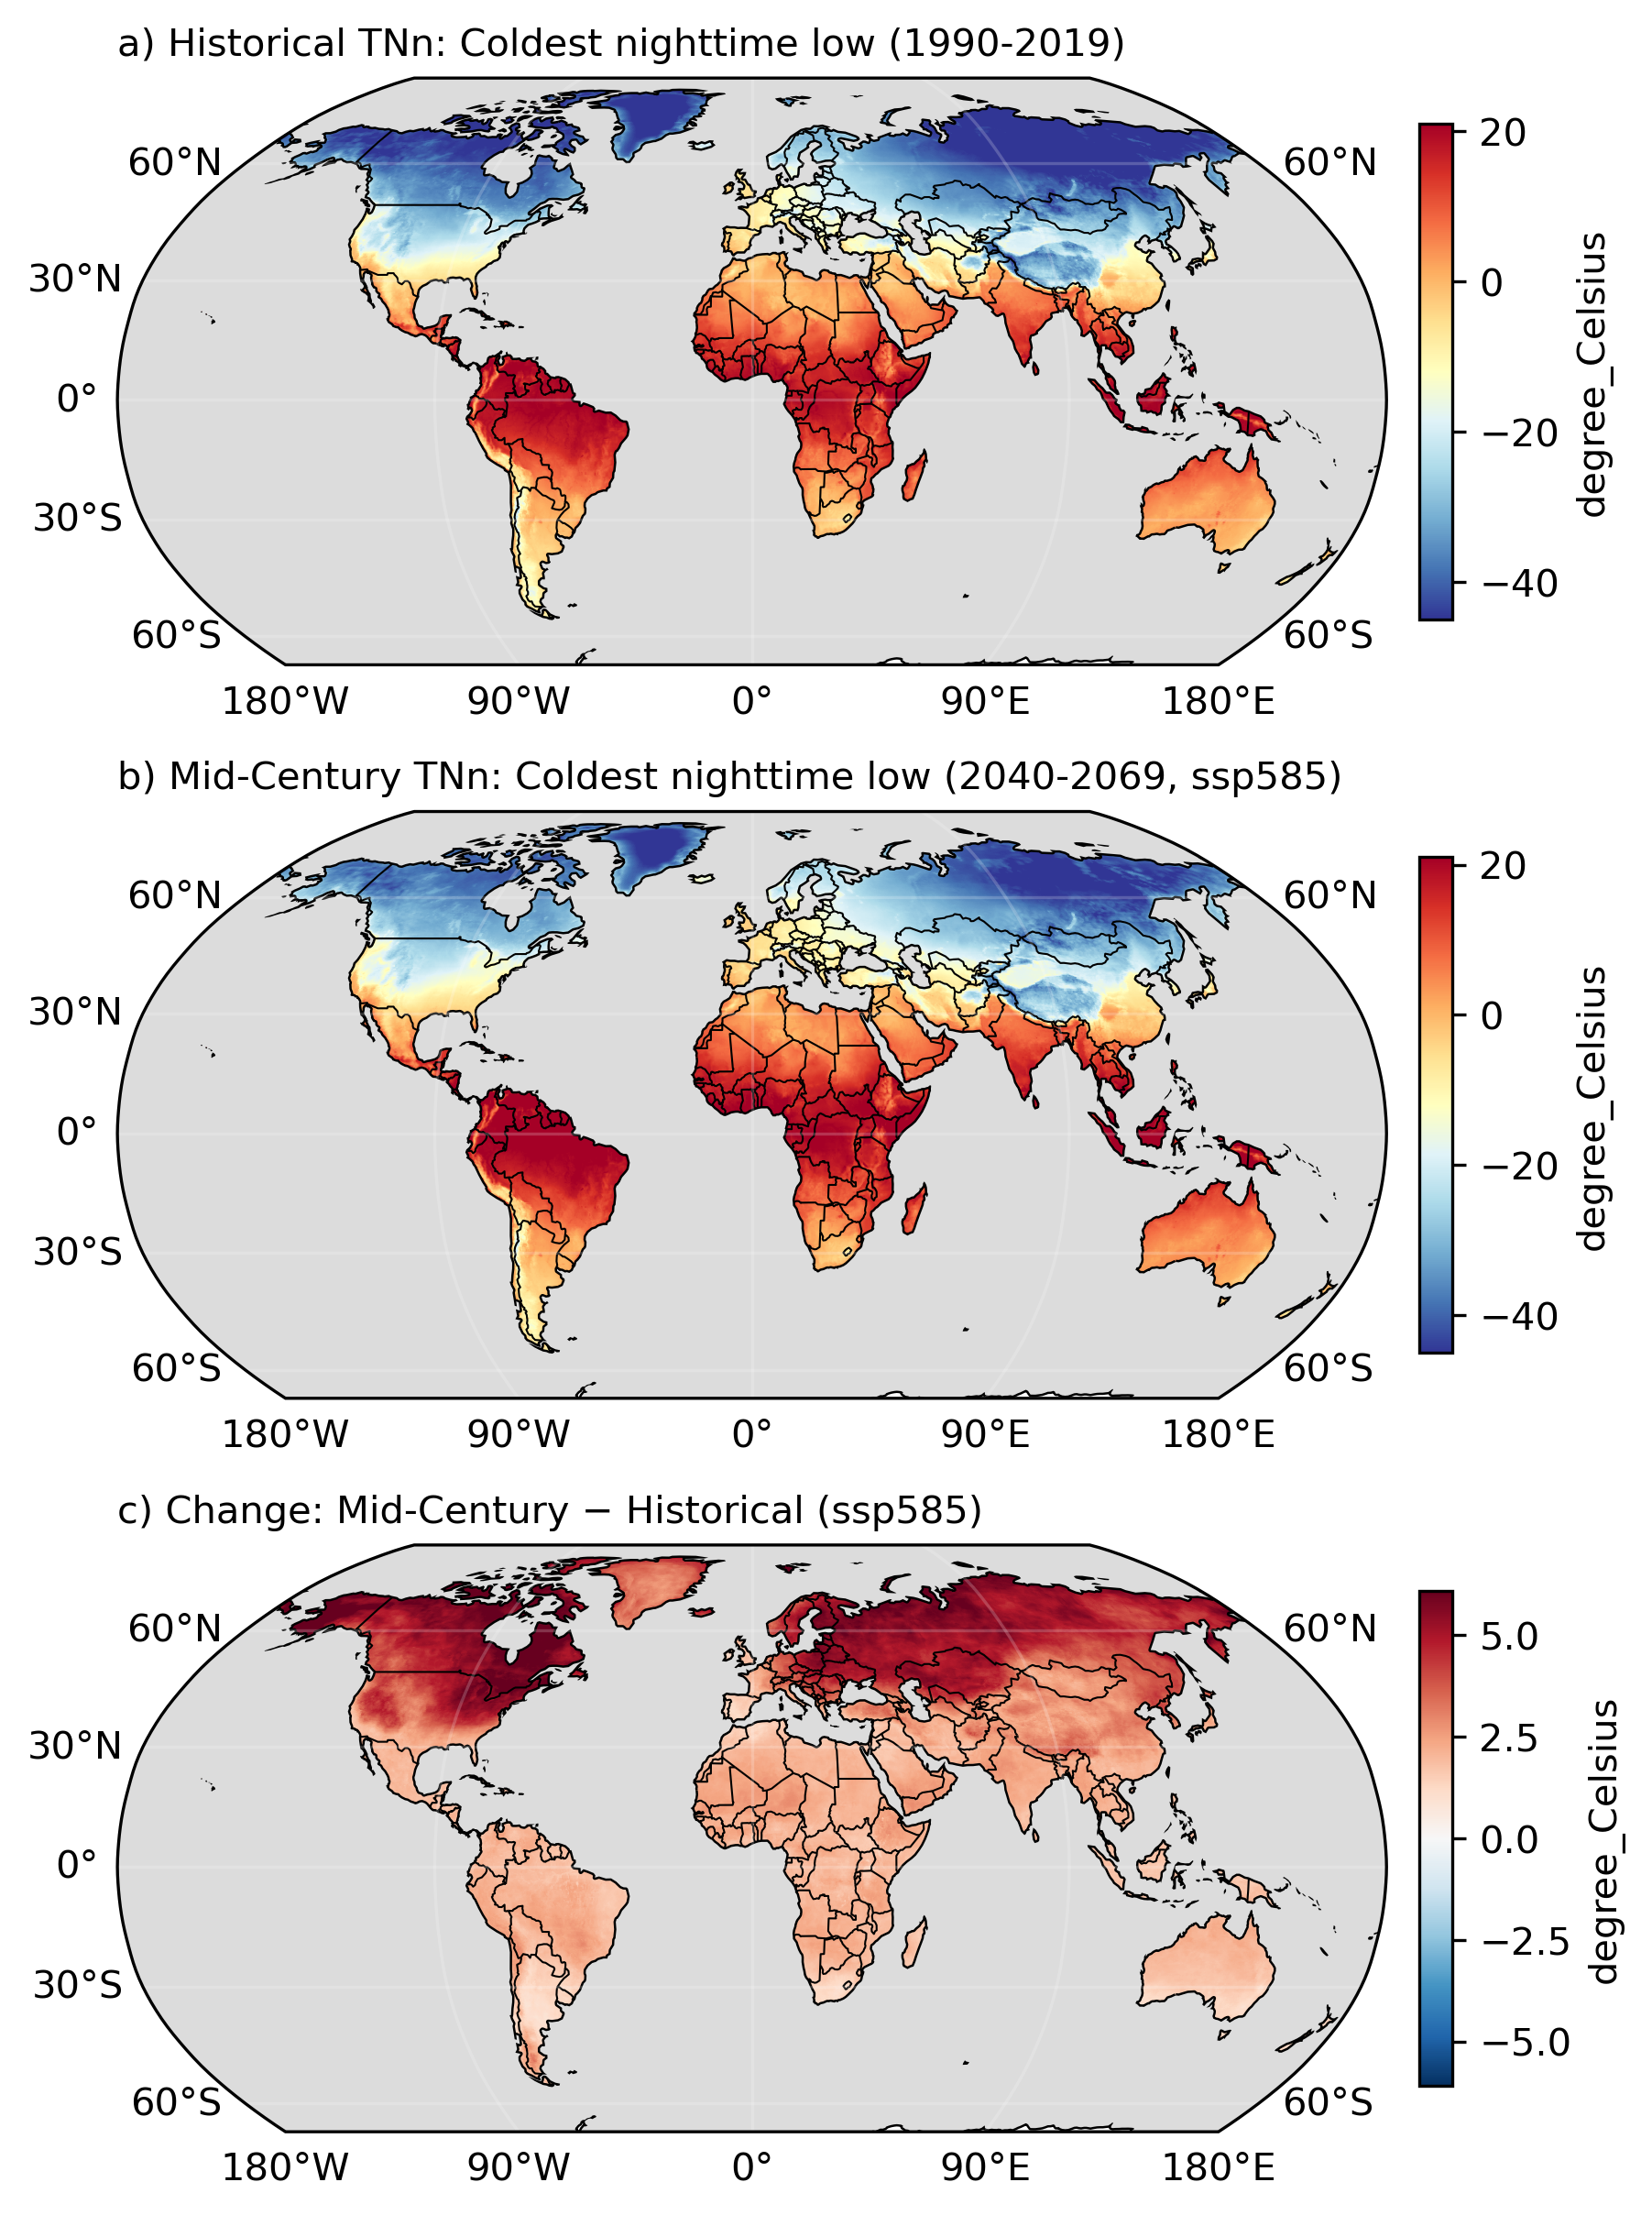 a) Historical TNn: Coldest nighttime low (1990-2019)
60°N
60°N
30°N
0°
30°S
60°S
60°S
180°W
90°W
0°
90°E
180°E
20
0
−20
−40
degree_Celsius
b) Mid-Century TNn: Coldest nighttime low (2040-2069, ssp585)
60°N
60°N
30°N
0°
30°S
60°S
60°S
180°W
90°W
0°
90°E
180°E
20
0
−20
−40
degree_Celsius
c) Change: Mid-Century − Historical (ssp585)
60°N
60°N
30°N
0°
30°S
60°S
60°S
180°W
90°W
0°
90°E
180°E
5.0
2.5
0.0
−2.5
−5.0
degree_Celsius